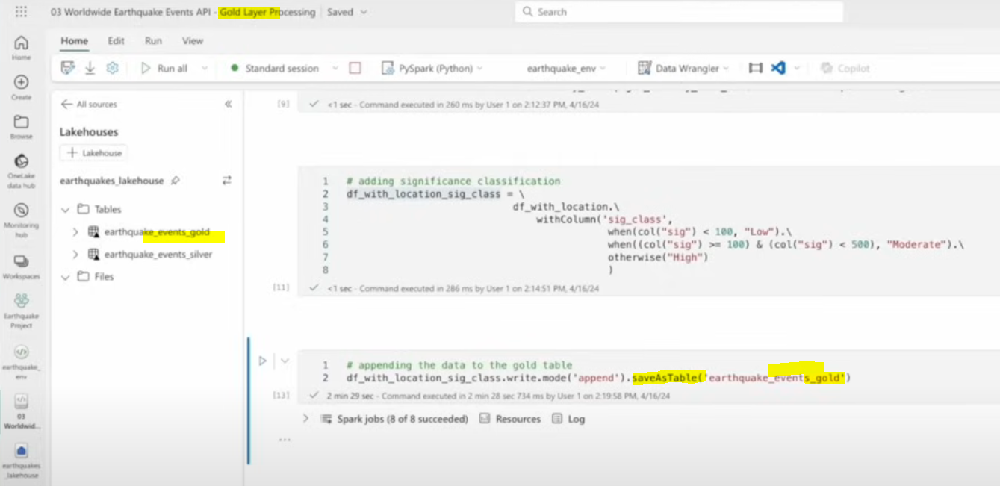 03 Worldwide Earthquake Events API - Gold Layer Processing Saved
Search
Home
Edit
Run
View
Run all
Standard session
PySpark (Python)
earthquake_env
Data Wrangler
Copilot
Home
Create
Browse
OneLake
data hub
Monitoring
hub
Workspaces
Earthquake
Project
earthquake_
env
03
Worldwid...
earthquakes
_lakehouse
All sources
Lakehouses
Lakehouse
earthquakes_lakehouse
Tables
earthquake_events_gold
earthquake_events_silver
Files
[9] <1 sec - Command executed in 260 ms by User 1 on 2:12:37 PM, 4/16/24
1 # adding significance classification
2 df_with_location_sig_class = \
3 df_with_location.\
4 withColumn('sig_class',
5 when(col("sig") < 100, "Low").\
6 when((col("sig") >= 100) & (col("sig") < 500), "Moderate").\
7 otherwise("High")
8 )
[11] <1 sec - Command executed in 286 ms by User 1 on 2:14:51 PM, 4/16/24
1 # appending the data to the gold table
2 df_with_location_sig_class.write.mode('append').saveAsTable('earthquake_events_gold')
[13] 2 min 29 sec - Command executed in 2 min 28 sec 734 ms by User 1 on 2:19:58 PM, 4/16/24
Spark jobs (8 of 8 succeeded) Resources Log
...